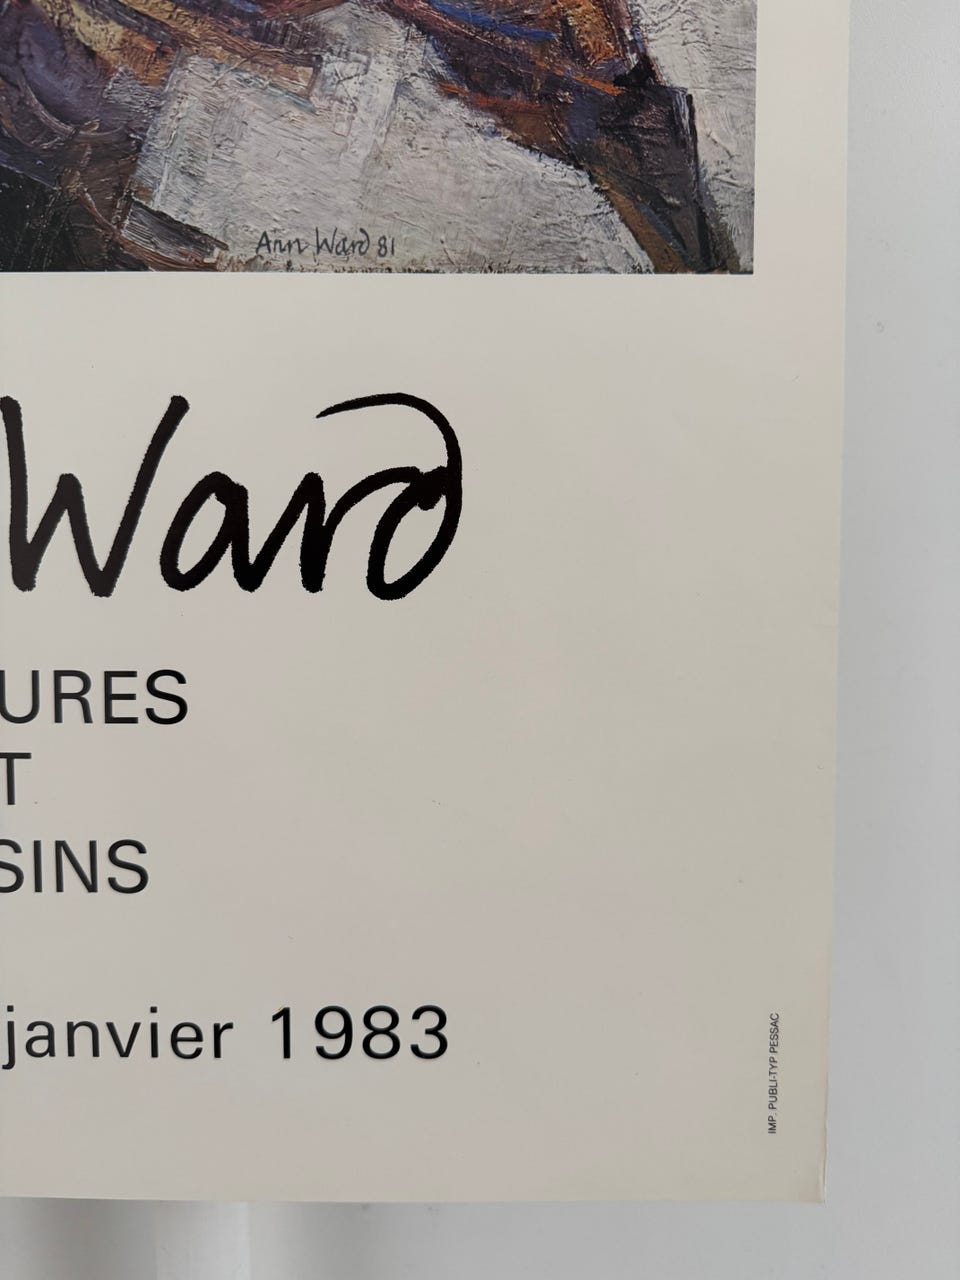 Ann Ward 81
Ward
URES
T
SINS
janvier 1983
IMP. PUBLI-TYP PESSAC